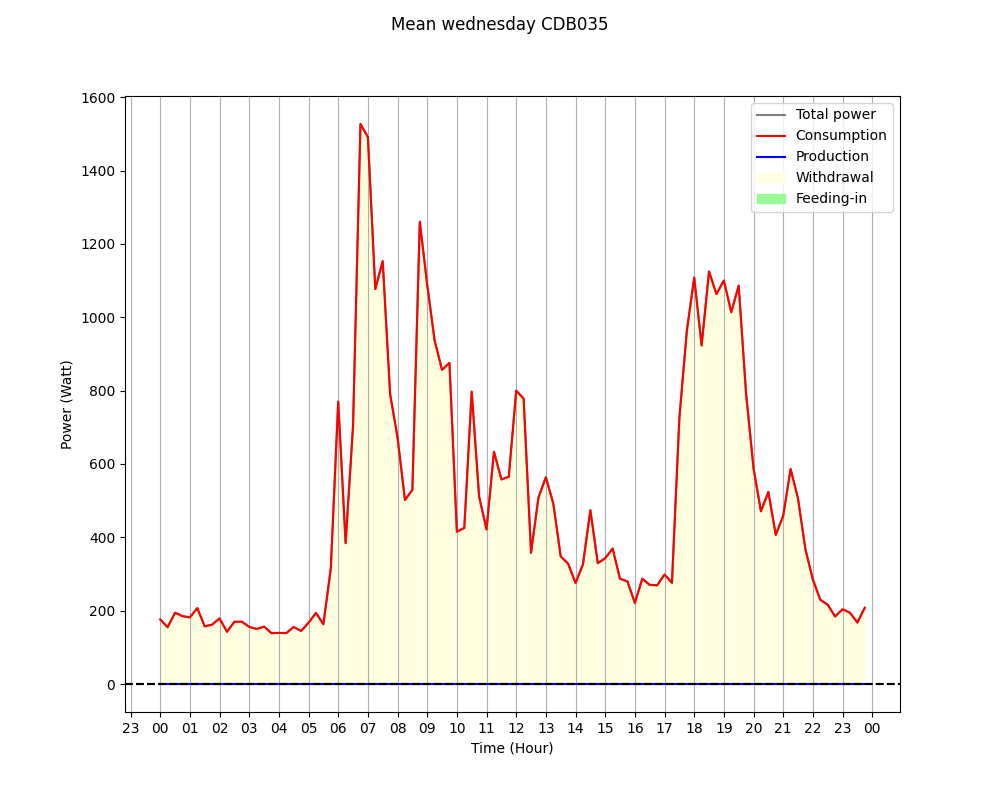 Mean wednesday CDB035
Total power
Consumption
Production
Withdrawal
Feeding-in
Power (Watt)
1600
1400
1200
1000
800
600
400
200
0
23 00 01 02 03 04 05 06 07 08 09 10 11 12 13 14 15 16 17 18 19 20 21 22 23 00
Time (Hour)